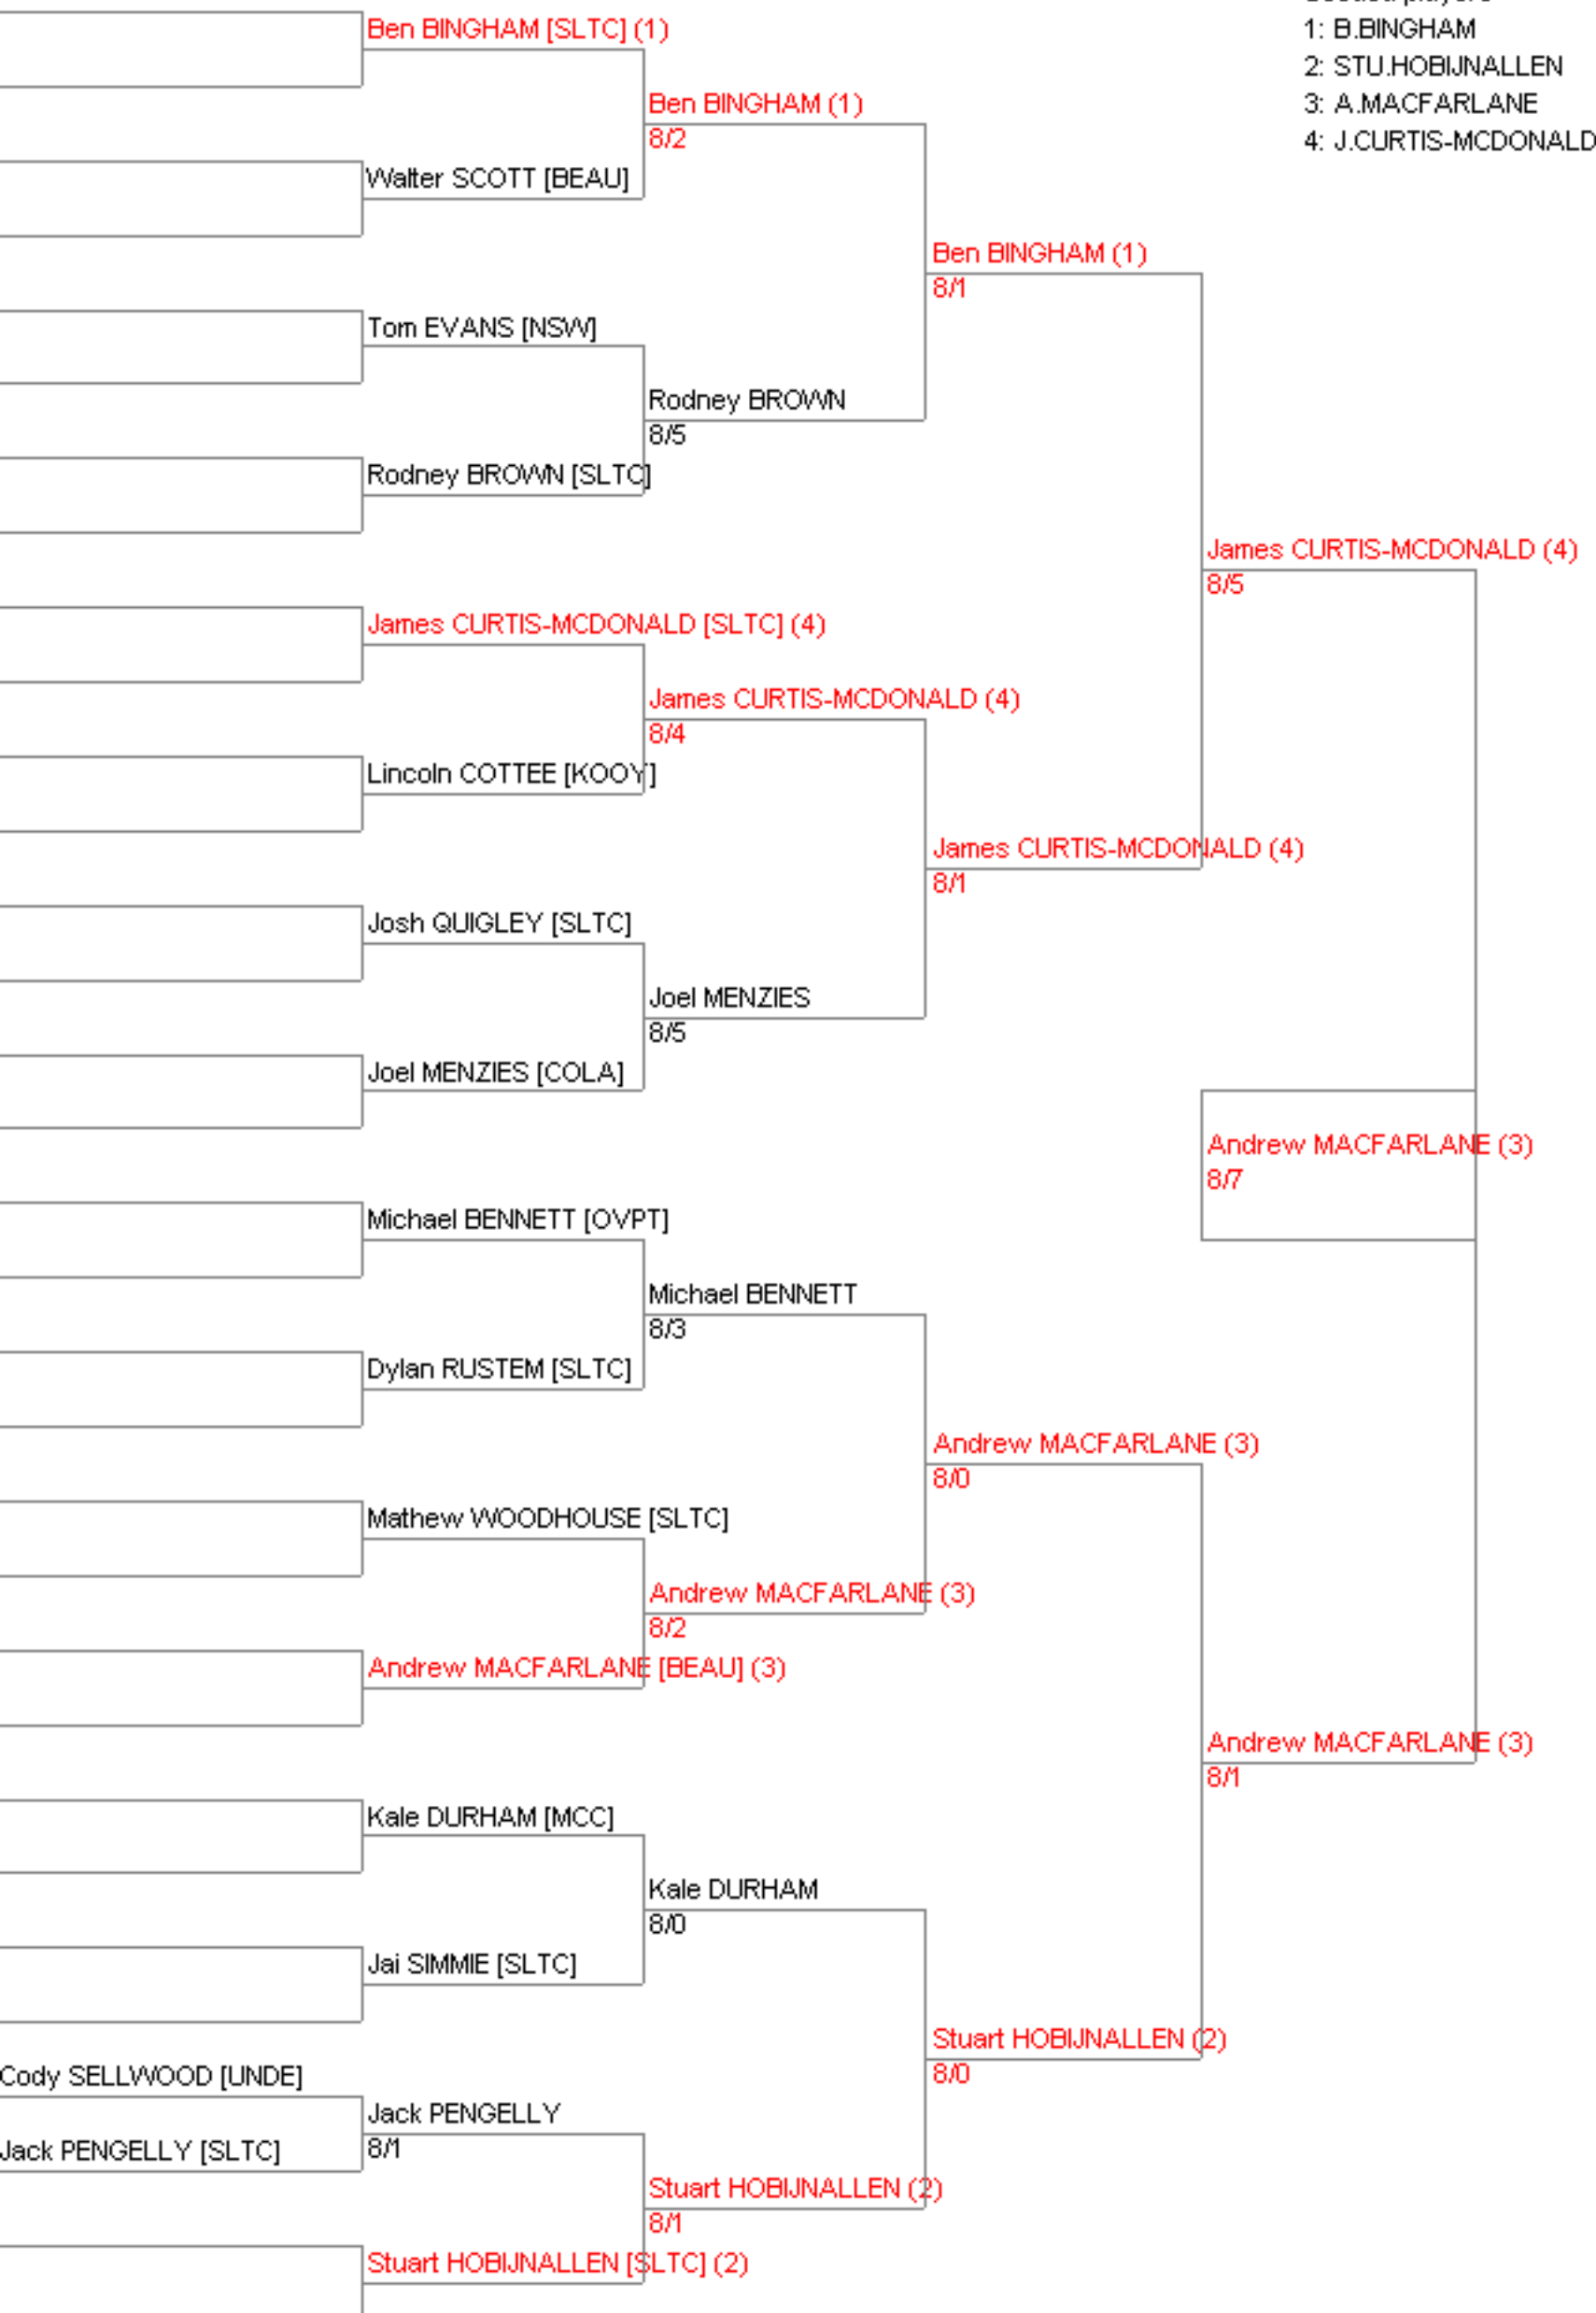 1: B.BINGHAM
2: STU.HOBIJNALLEN
3: A.MACFARLANE
4: J.CURTIS-MCDONALD
Ben BINGHAM [SLTC] (1)
Ben BINGHAM (1)
8/2
Walter SCOTT [BEAU]
Ben BINGHAM (1)
8/1
Tom EVANS [NSW]
Rodney BROWN
8/5
Rodney BROWN [SLTC]
James CURTIS-MCDONALD (4)
8/5
James CURTIS-MCDONALD [SLTC] (4)
James CURTIS-MCDONALD (4)
8/4
Lincoln COTTEE [KOOY]
James CURTIS-MCDONALD (4)
8/1
Josh QUIGLEY [SLTC]
Joel MENZIES
8/5
Joel MENZIES [COLA]
Andrew MACFARLANE (3)
8/7
Michael BENNETT [OVPT]
Michael BENNETT
8/3
Dylan RUSTEM [SLTC]
Andrew MACFARLANE (3)
8/0
Mathew WOODHOUSE [SLTC]
Andrew MACFARLANE (3)
8/2
Andrew MACFARLANE [BEAU] (3)
Andrew MACFARLANE (3)
8/1
Kale DURHAM [MCC]
Kale DURHAM
8/0
Jai SIMMIE [SLTC]
Stuart HOBIJNALLEN (2)
8/0
Cody SELLWOOD [UNDE]
Jack PENGELLY
8/1
Jack PENGELLY [SLTC]
Stuart HOBIJNALLEN (2)
8/1
Stuart HOBIJNALLEN [SLTC] (2)